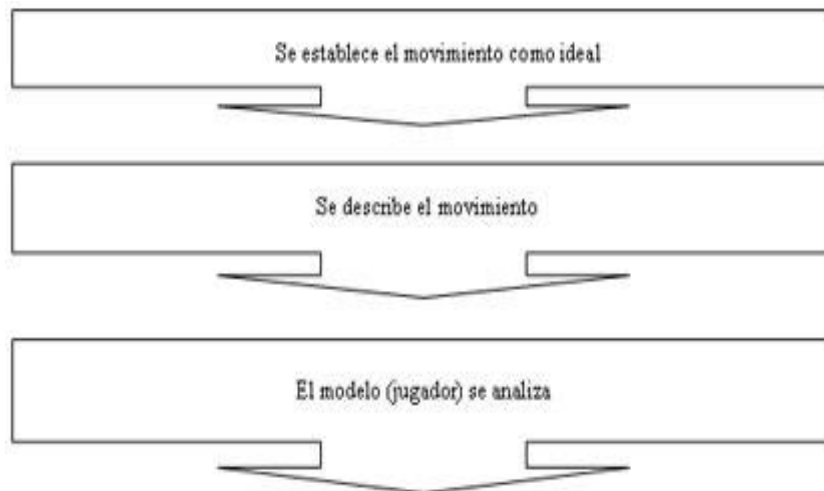 Se establece el movimiento como ideal
Se describe el movimiento
El modelo (jugador) se analiza